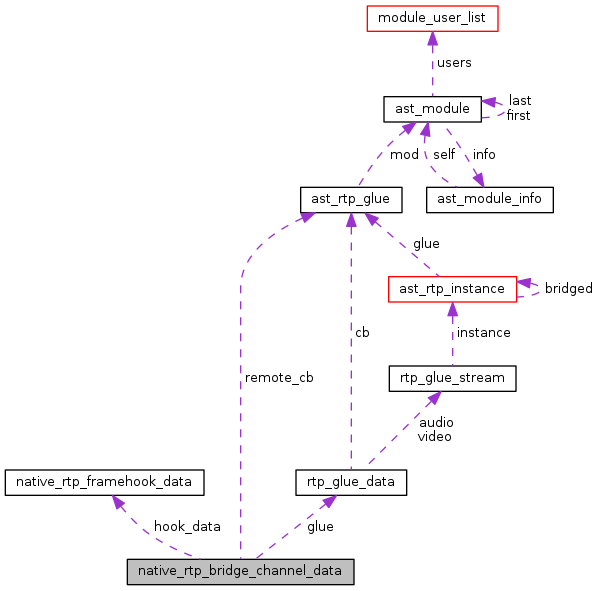 module_user_list
users
ast_module
last
first
mod
self
info
ast_rtp_glue
ast_module_info
glue
ast_rtp_instance
bridged
cb
instance
remote_cb
rtp_glue_stream
audio
video
native_rtp_framehook_data
rtp_glue_data
hook_data
glue
native_rtp_bridge_channel_data